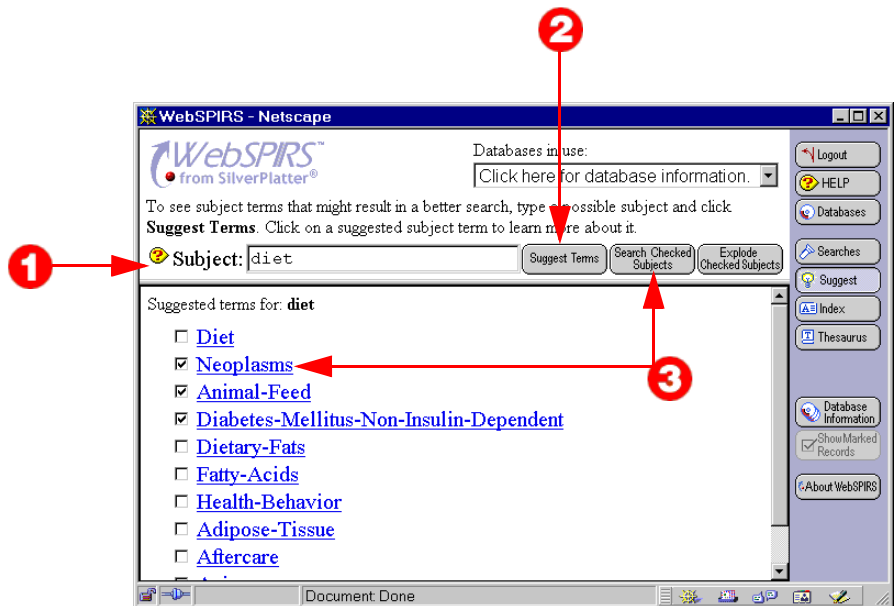 2
WebSPIRS - Netscape
WebSPIRS™
from SilverPlatter®
Databases in use:
Click here for database information.
To see subject terms that might result in a better search, type a possible subject and click
Suggest Terms. Click on a suggested subject term to learn more about it.
1
Subject: diet
Suggest Terms
Search Checked
Subjects
Explode
Checked Subjects
Suggested terms for: diet
Diet
Neoplasms
3
Animal-Feed
Diabetes-Mellitus-Non-Insulin-Dependent
Dietary-Fats
Fatty-Acids
Health-Behavior
Adipose-Tissue
Aftercare
Logout
HELP
Databases
Searches
Suggest
Index
Thesaurus
Database
Information
Show Marked
Records
About WebSPIRS
Document: Done